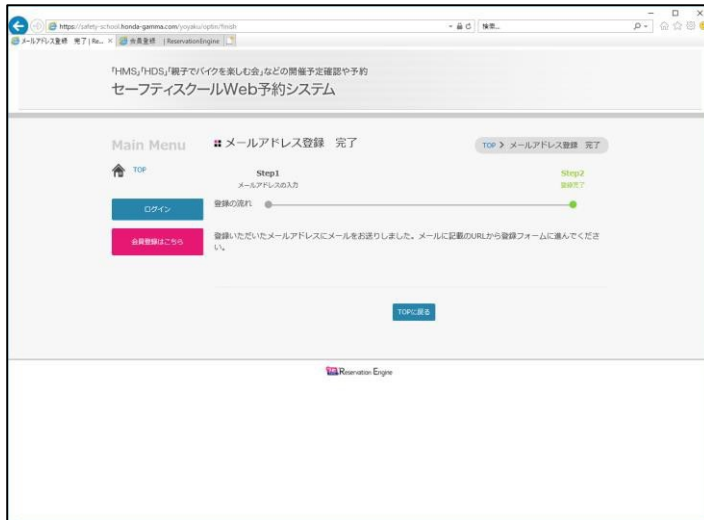 https://safety-school.honda-gamma.com/yoyaku/optin/finish
検索...
メールアドレス登録 完了 | Re...
会員登録 | ReservationEngine
「HMS」「HDS」「親子でバイクを楽しむ会」などの開催予定確認や予約
セーフティスクールWeb予約システム
Main Menu
メールアドレス登録 完了
TOP > メールアドレス登録 完了
TOP
Step1
Step2
メールアドレスの入力
登録完了
ログイン
登録の流れ
会員登録はこちら
登録いただいたメールアドレスにメールをお送りしました。メールに記載のURLから登録フォームに進んでくださ
い。
TOPに戻る
Reservation Engine